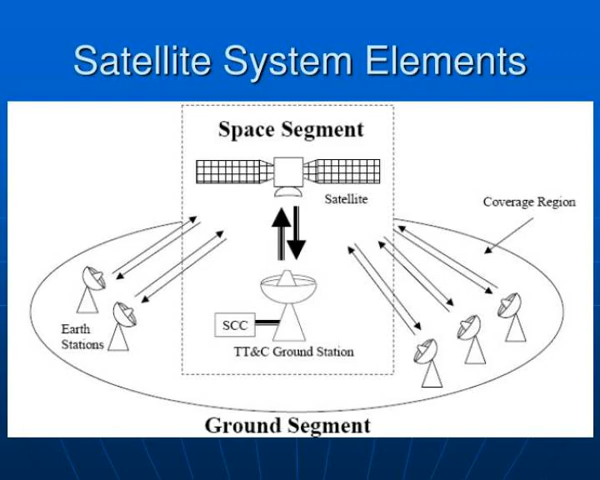 Satellite System Elements
Space Segment
Satellite
Coverage Region
Earth
Stations
SCC
TT&C Ground Station
Ground Segment